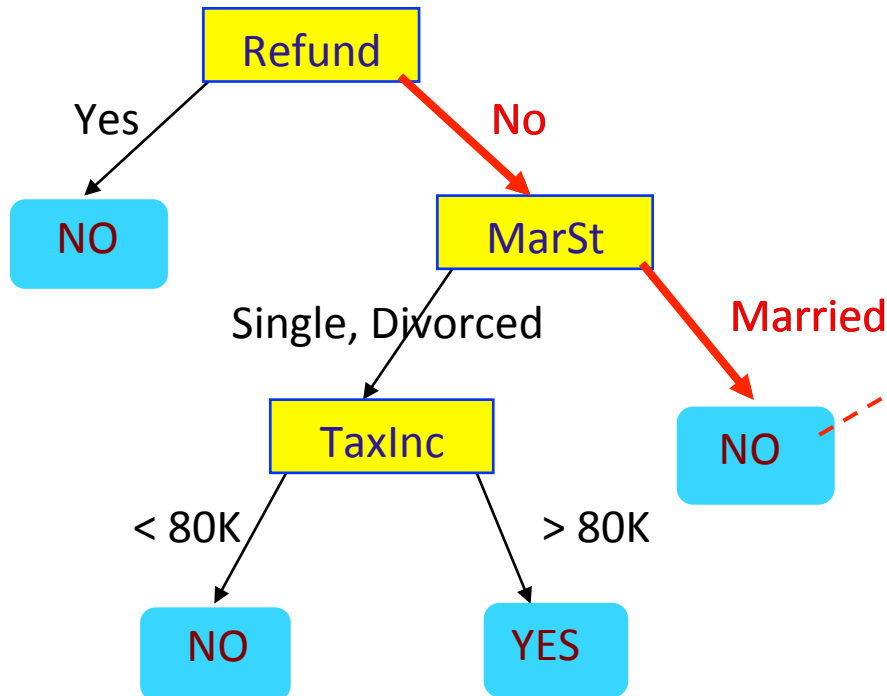 Refund
Yes
No
NO
MarSt
Single, Divorced
Married
TaxInc
NO
< 80K
> 80K
NO
YES